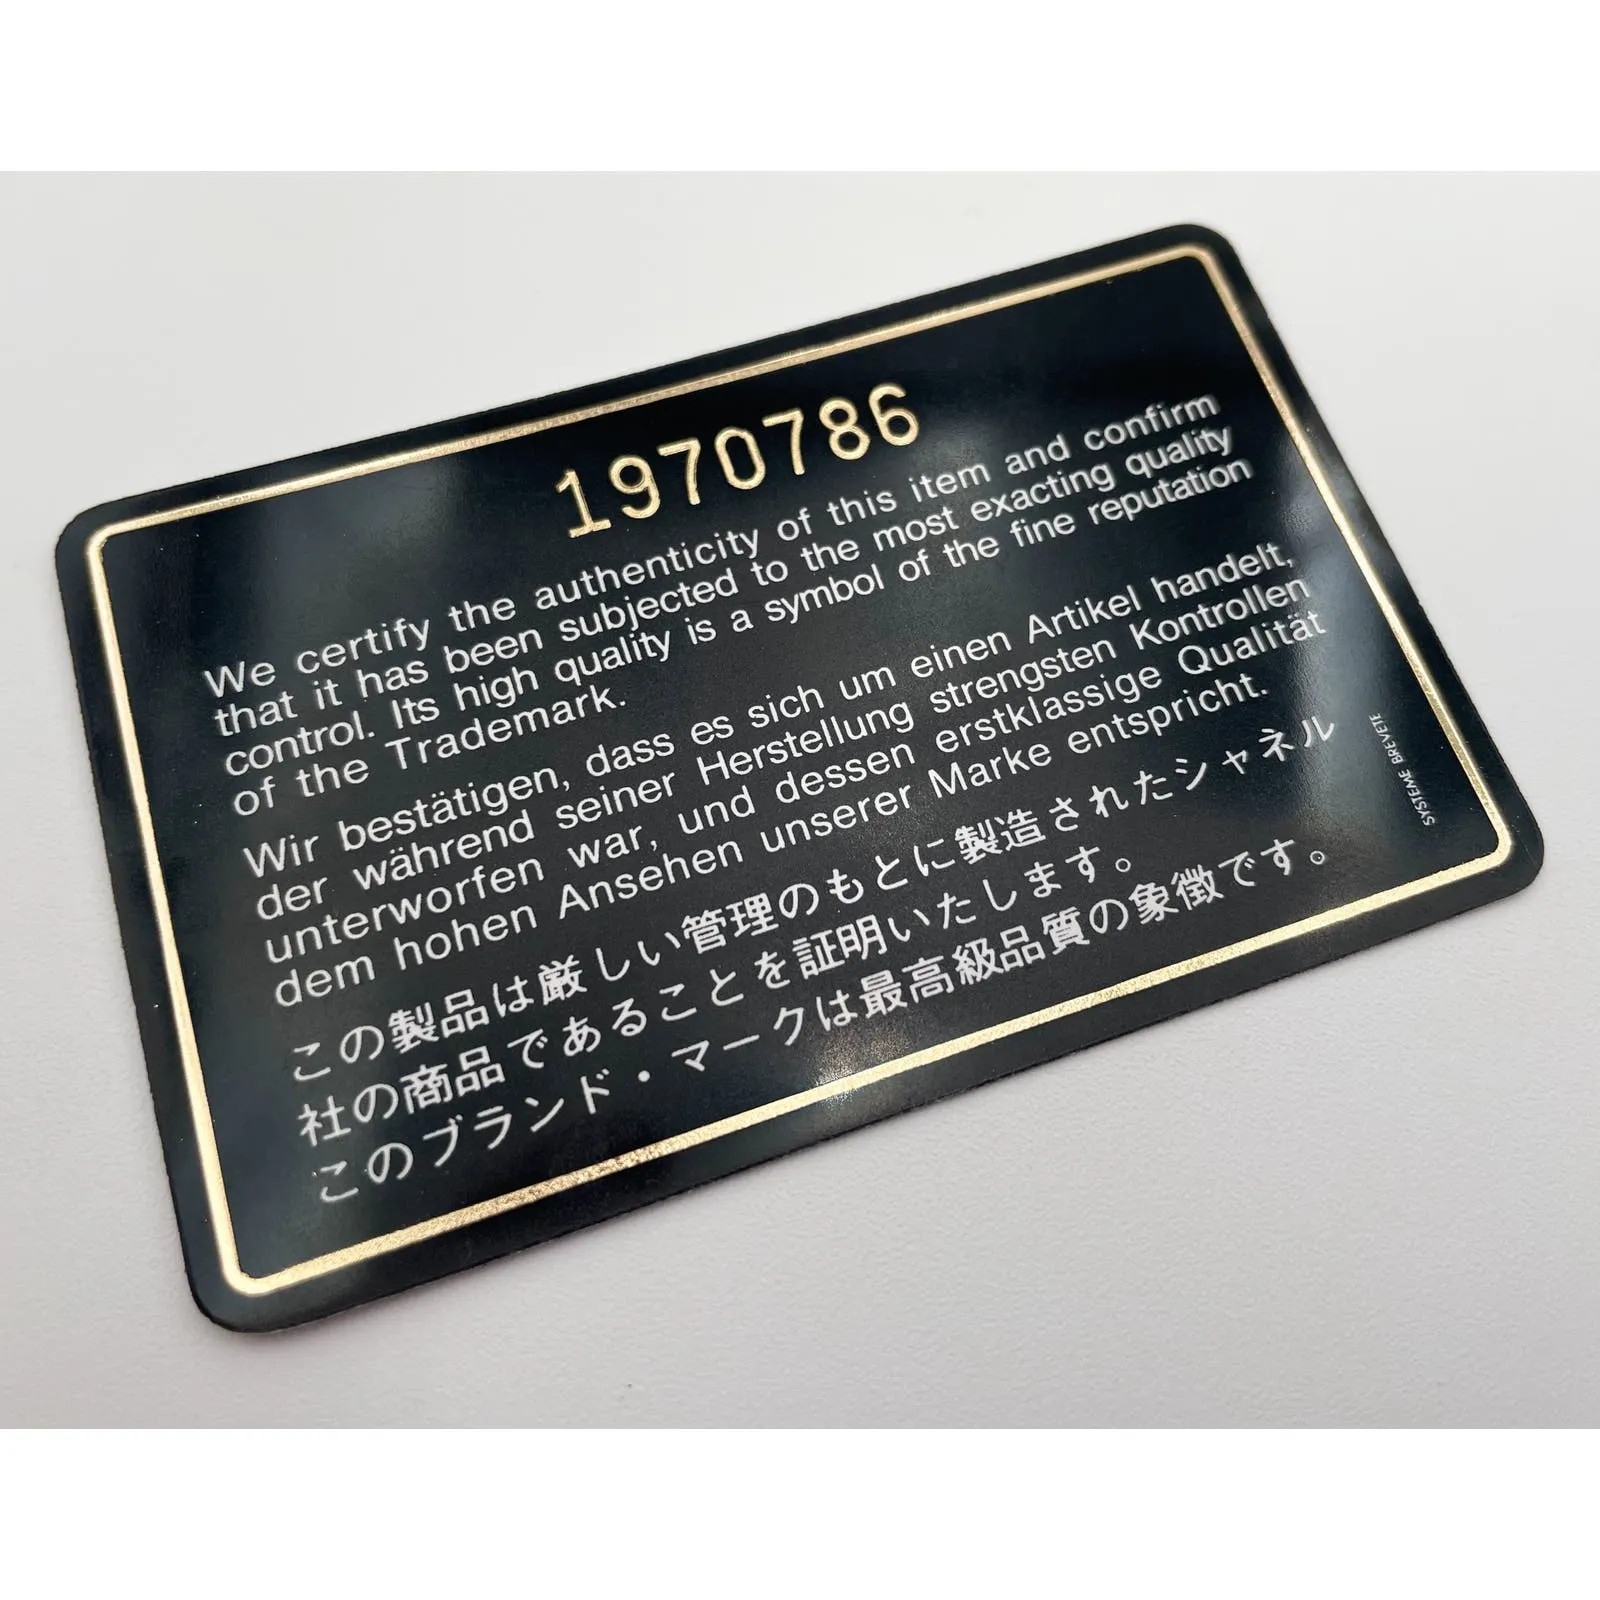 1970786
We certify the authenticity of this item and confirm
that it has been subjected to the most exacting quality
control. Its high quality is a symbol of the fine reputation
of the Trademark.
Wir bestätigen, dass es sich um einen Artikel handelt,
der während seiner Herstellung strengsten Kontrollen
unterworfen war, und dessen erstklassige Qualität
dem hohen Ansehen unserer Marke entspricht.
この製品は厳しい管理のもとに製造されたシャネル
社の商品であることを証明いたします。
このブランド・マークは最高級品質の象徴です。
SYSTEME BREVETE